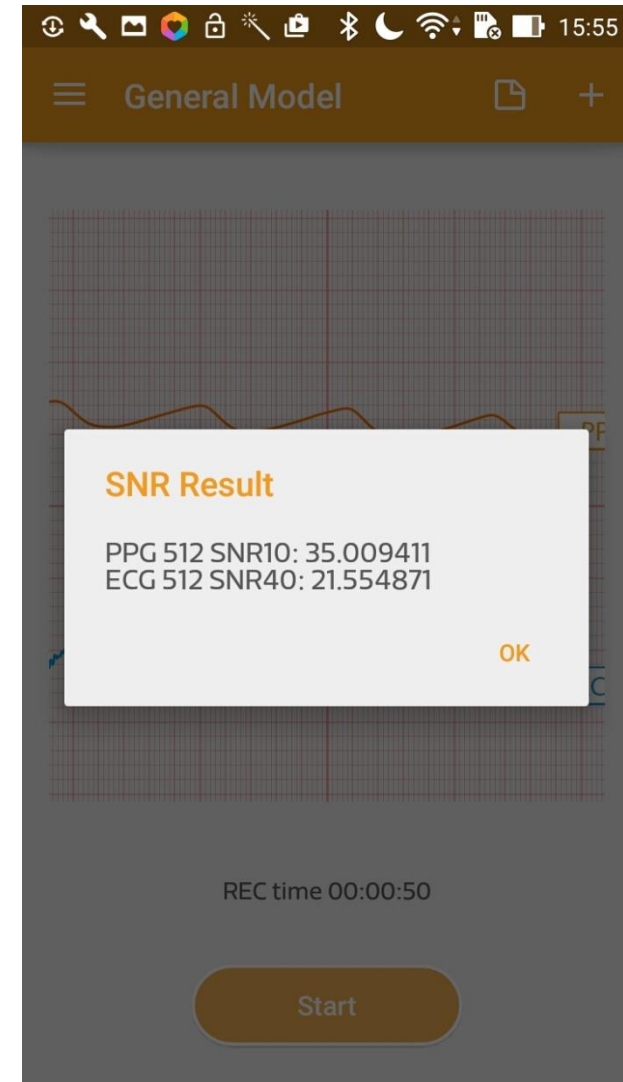 15:55
General Model
SNR Result
PPG 512 SNR10: 35.009411
ECG 512 SNR40: 21.554871
OK
REC time 00:00:50
Start